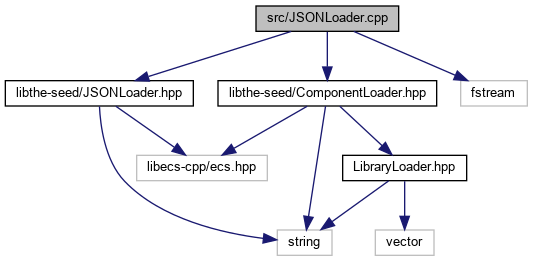 src/JSONLoader.cpp
libthe-seed/JSONLoader.hpp
libthe-seed/ComponentLoader.hpp
fstream
libecs-cpp/ecs.hpp
LibraryLoader.hpp
string
vector